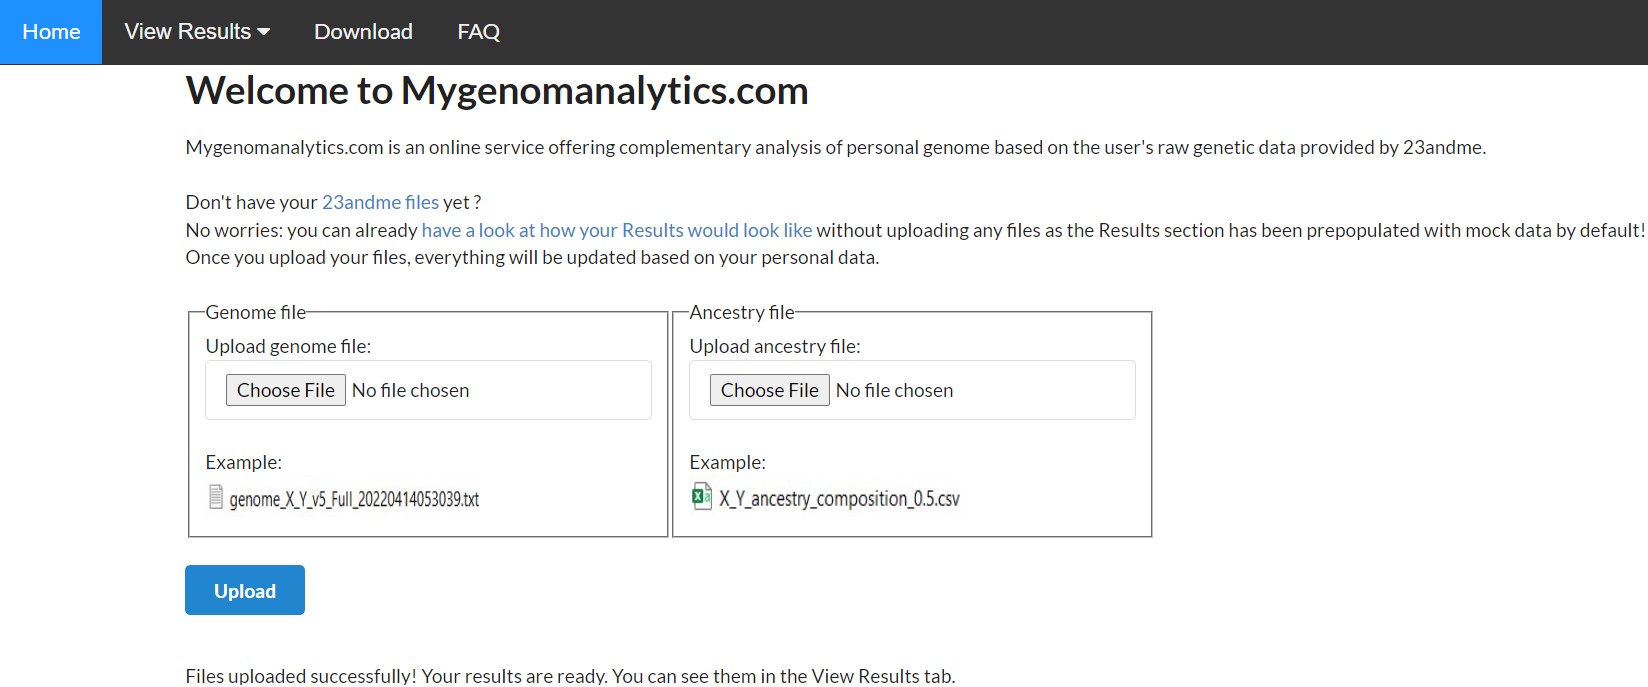 Home View Results Download FAQ
Welcome to Mygenomanalytics.com
Mygenomanalytics.com is an online service offering complementary analysis of personal genome based on the user's raw genetic data provided by 23andme.
Don't have your 23andme files yet ?
No worries: you can already have a look at how your Results would look like without uploading any files as the Results section has been prepopulated with mock data by default!
Once you upload your files, everything will be updated based on your personal data.
Genome file
Upload genome file:
Choose File No file chosen
Example:
genome_X_Y_v5_Full_20220414053039.txt
Ancestry file
Upload ancestry file:
Choose File No file chosen
Example:
X_Y_ancestry_composition_0.5.csv
Upload
Files uploaded successfully! Your results are ready. You can see them in the View Results tab.